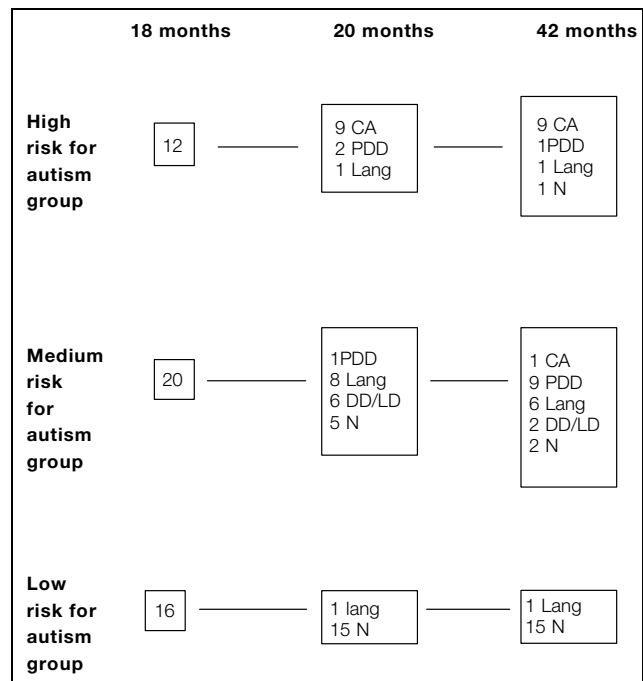 18 months 20 months 42 months
High
risk for
autism
group
12
9 CA
2 PDD
1 Lang
9 CA
1PDD
1 Lang
1 N
Medium
risk
for
autism
group
20
1PDD
8 Lang
6 DD/LD
5 N
1 CA
9 PDD
6 Lang
2 DD/LD
2 N
Low
risk for
autism
group
16
1 lang
15 N
1 Lang
15 N